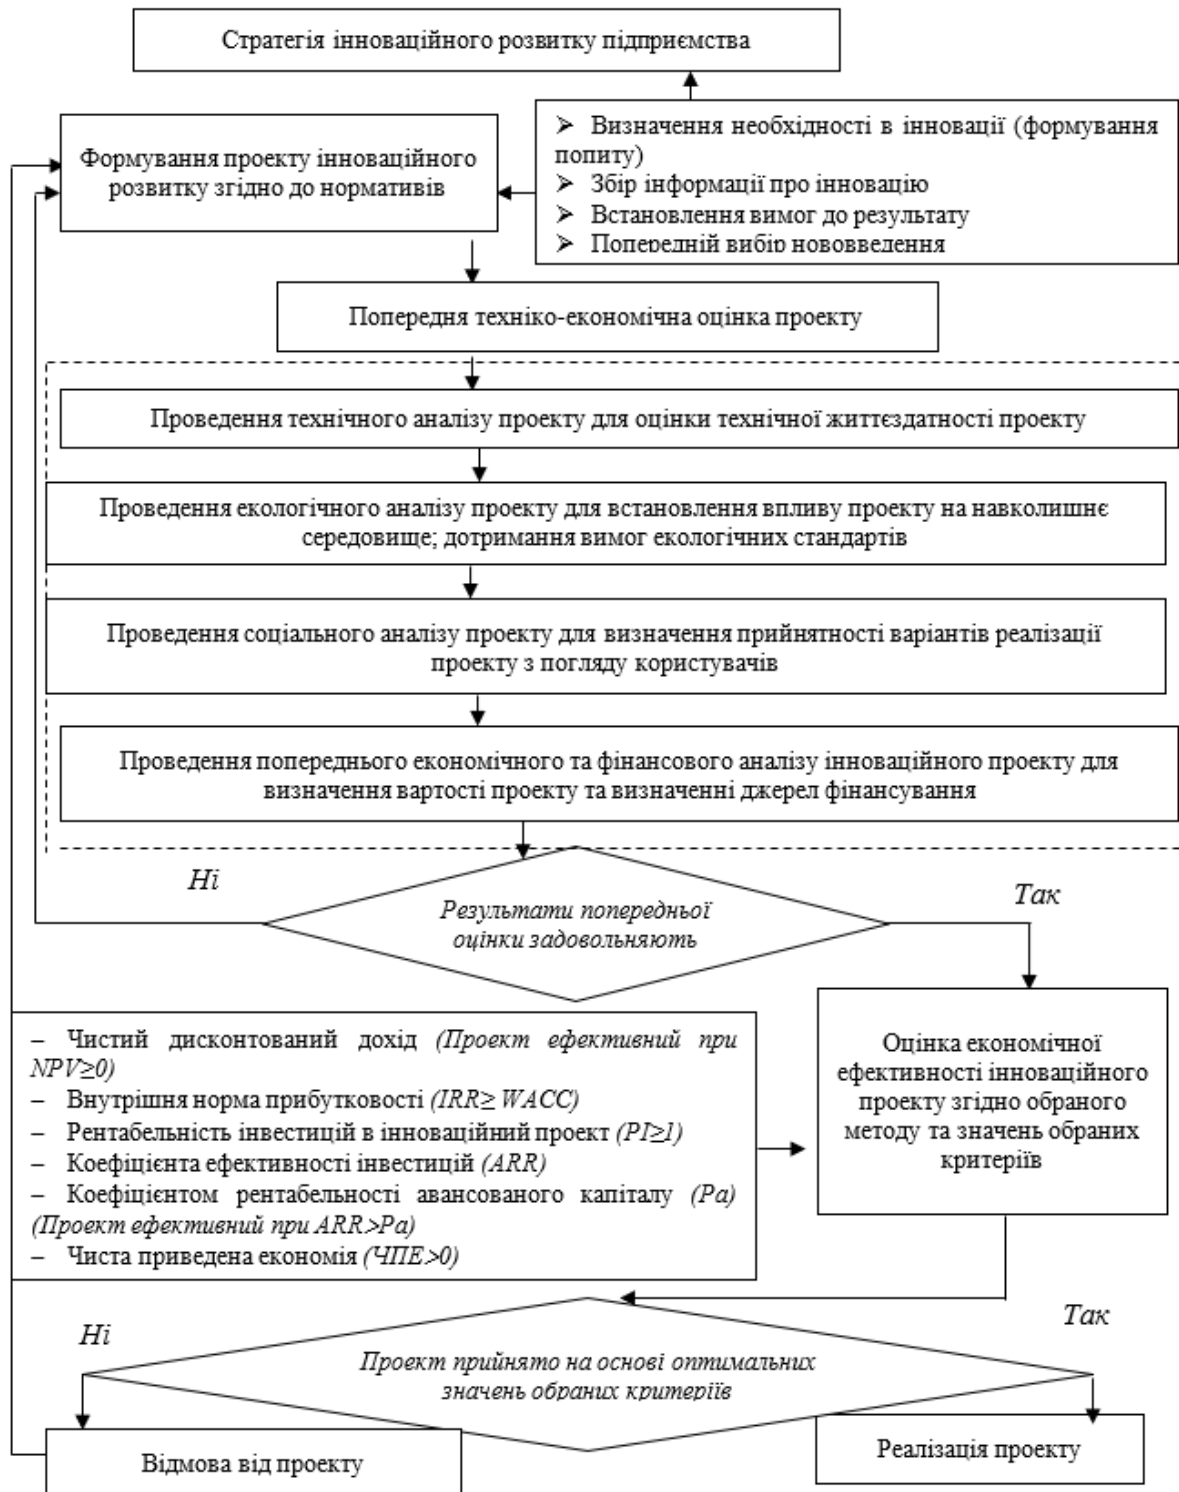 Стратегія інноваційного розвитку підприємства
Формування проекту інноваційного
розвитку згідно до нормативів
➢ Визначення необхідності в інновації (формування
попиту)
➢ Збір інформації про інновацію
➢ Встановлення вимог до результату
➢ Попередній вибір нововведення
Попередня техніко-економічна оцінка проекту
Проведення технічного аналізу проекту для оцінки технічної життєздатності проекту
Проведення екологічного аналізу проекту для встановлення впливу проекту на навколишнє
середовище; дотримання вимог екологічних стандартів
Проведення соціального аналізу проекту для визначення прийнятності варіантів реалізації
проекту з погляду користувачів
Проведення попереднього економічного та фінансового аналізу інноваційного проекту для
визначення вартості проекту та визначенні джерел фінансування
Ні
Результати попередньої
оцінки задовольняють
Так
– Чистий дисконтований дохід (Проект ефективний при
NPV≥0)
– Внутрішня норма прибутковості (IRR≥ WACC)
– Рентабельність інвестицій в інноваційний проект (PI≥1)
– Коефіцієнта ефективності інвестицій (ARR)
– Коефіцієнтом рентабельності авансованого капіталу (Ра)
(Проект ефективний при ARR>Pa)
– Чиста приведена економія (ЧПЕ>0)
Оцінка економічної
ефективності інноваційного
проекту згідно обраного
методу та значень обраних
критеріїв
Ні
Проект прийнято на основі оптимальних
значень обраних критеріїв
Так
Відмова від проекту
Реалізація проекту